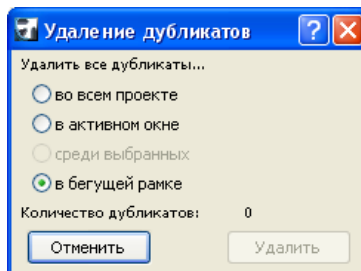 Удаление дубликатов
Удалить все дубликаты...
во всем проекте
в активном окне
среди выбранных
в бегущей рамке
Количество дубликатов: 0
Отменить Удалить